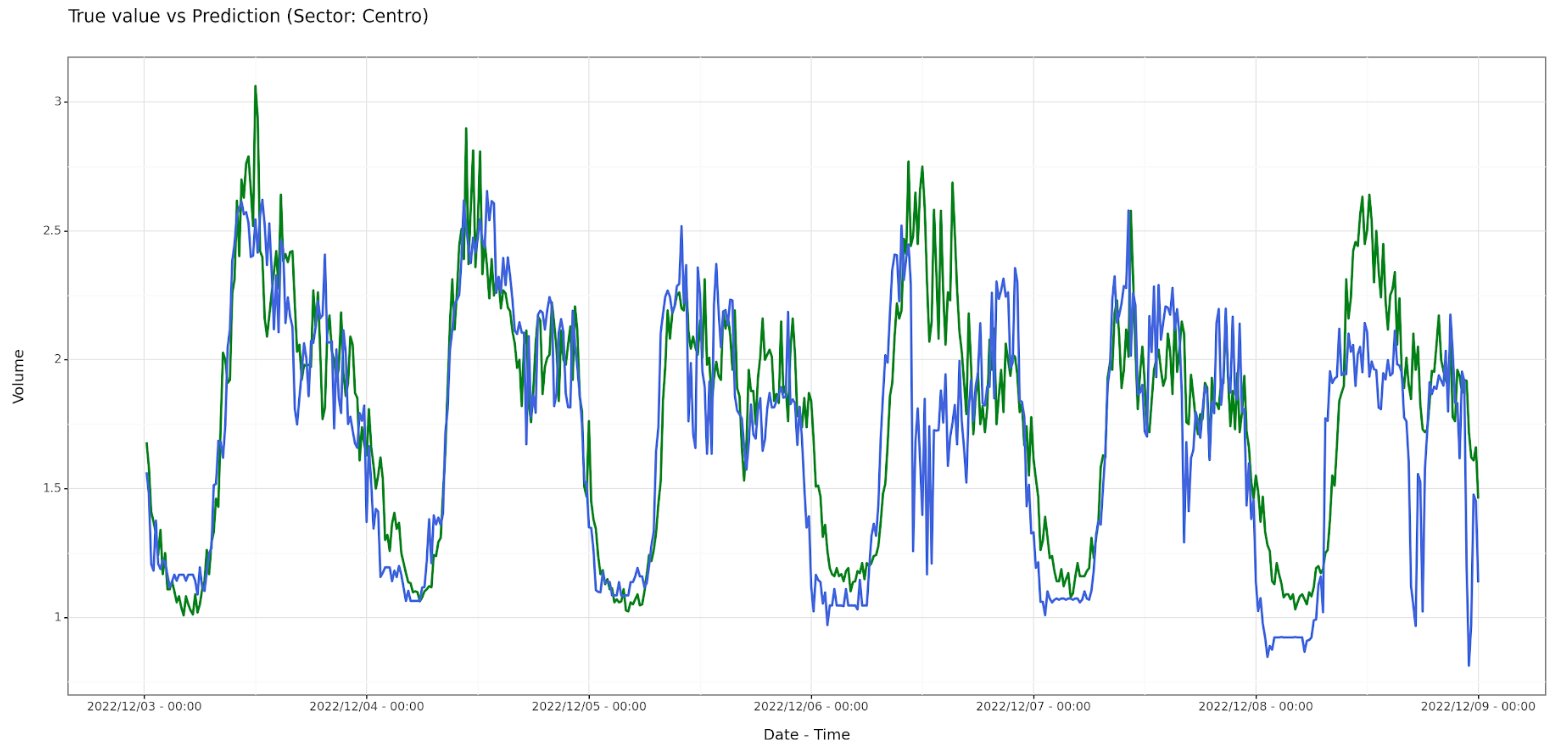 True value vs Prediction (Sector: Centro)
Volume
3
2.5
2
1.5
1
2022/12/03 - 00:00
2022/12/04 - 00:00
2022/12/05 - 00:00
2022/12/06 - 00:00
2022/12/07 - 00:00
2022/12/08 - 00:00
2022/12/09 - 00:00
Date - Time